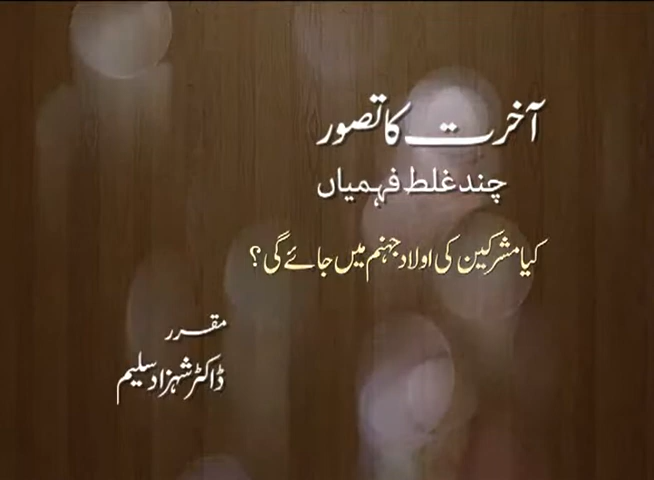 آخرت کا تصور
چند غلط فہمیاں
کیا مشرکین کی اولاد جہنم میں جائے گی؟
مقرر
ڈاکٹر شہزاد سلیم